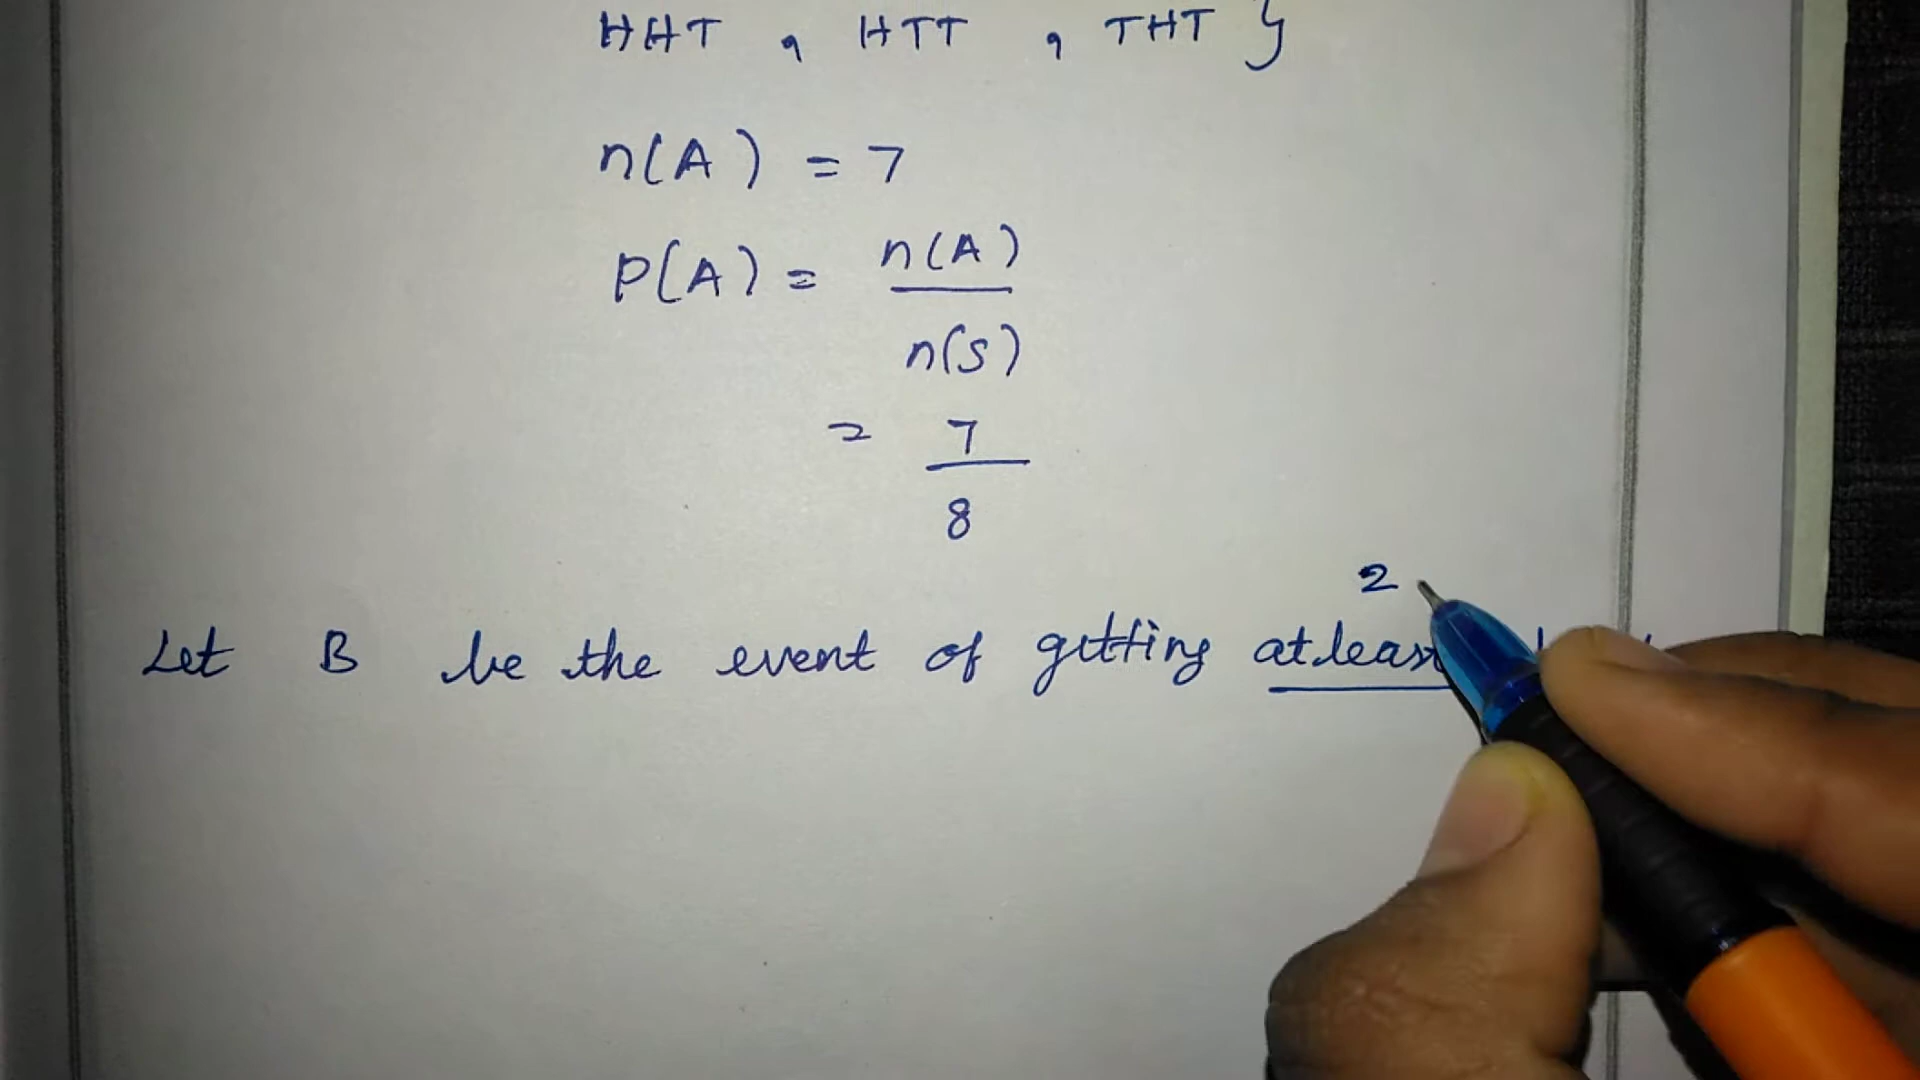 HHT , HTT , THT }
n(A) = 7
P(A) = n(A)
n(S)
= 7
8
2
Let B be the event of getting atleast